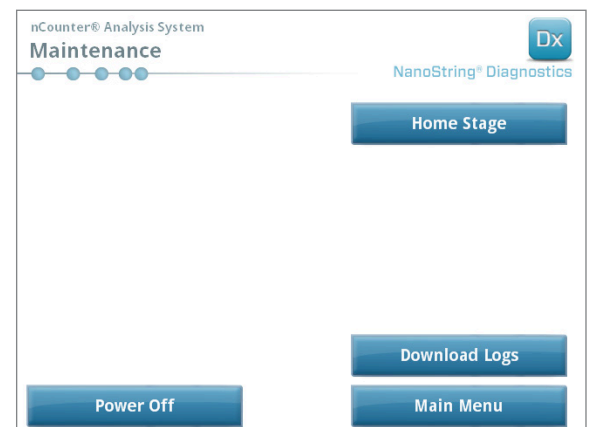 nCounter® Analysis System
Maintenance
Dx
NanoString® Diagnostics
Home Stage
Download Logs
Power Off
Main Menu